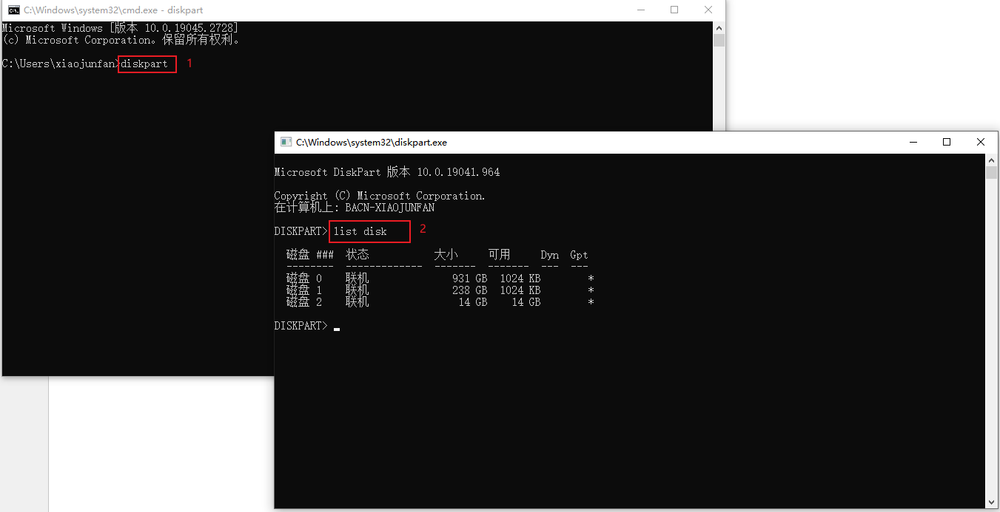 C:\Windows\system32\cmd.exe - diskpart
Microsoft Windows [版本 10.0.19045.2728]
(c) Microsoft Corporation。保留所有权利。
C:\Users\xiaojunfan>diskpart 1
C:\Windows\system32\diskpart.exe
Microsoft DiskPart 版本 10.0.19041.964
Copyright (C) Microsoft Corporation.
在计算机上: BACN-XIAOJUNFAN
DISKPART> list disk 2
磁盘 ### 状态 大小 可用 Dyn Gpt
-------- ------------- ------- ------- --- ---
磁盘 0 联机 931 GB 1024 KB *
磁盘 1 联机 238 GB 1024 KB *
磁盘 2 联机 14 GB 14 GB *
DISKPART>